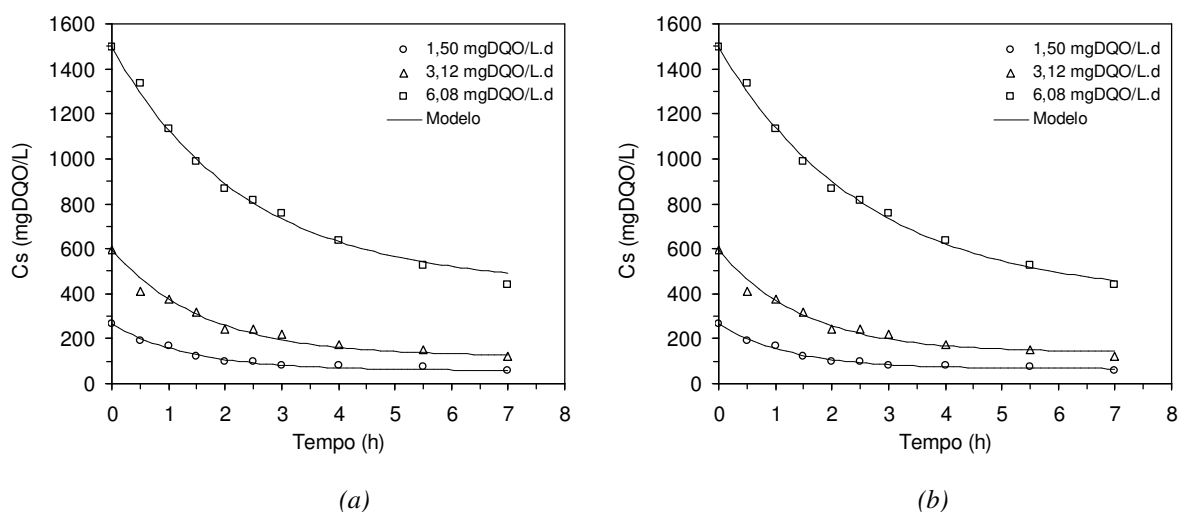 1600
1400
1200
1000
800
600
400
200
0
Cs (mgDQO/L)
0 1 2 3 4 5 6 7 8
Tempo (h)
1,50 mgDQO/L.d
3,12 mgDQO/L.d
6,08 mgDQO/L.d
Modelo
(a)
1600
1400
1200
1000
800
600
400
200
0
Cs (mgDQO/L)
0 1 2 3 4 5 6 7 8
Tempo (h)
1,50 mgDQO/L.d
3,12 mgDQO/L.d
6,08 mgDQO/L.d
Modelo
(b)